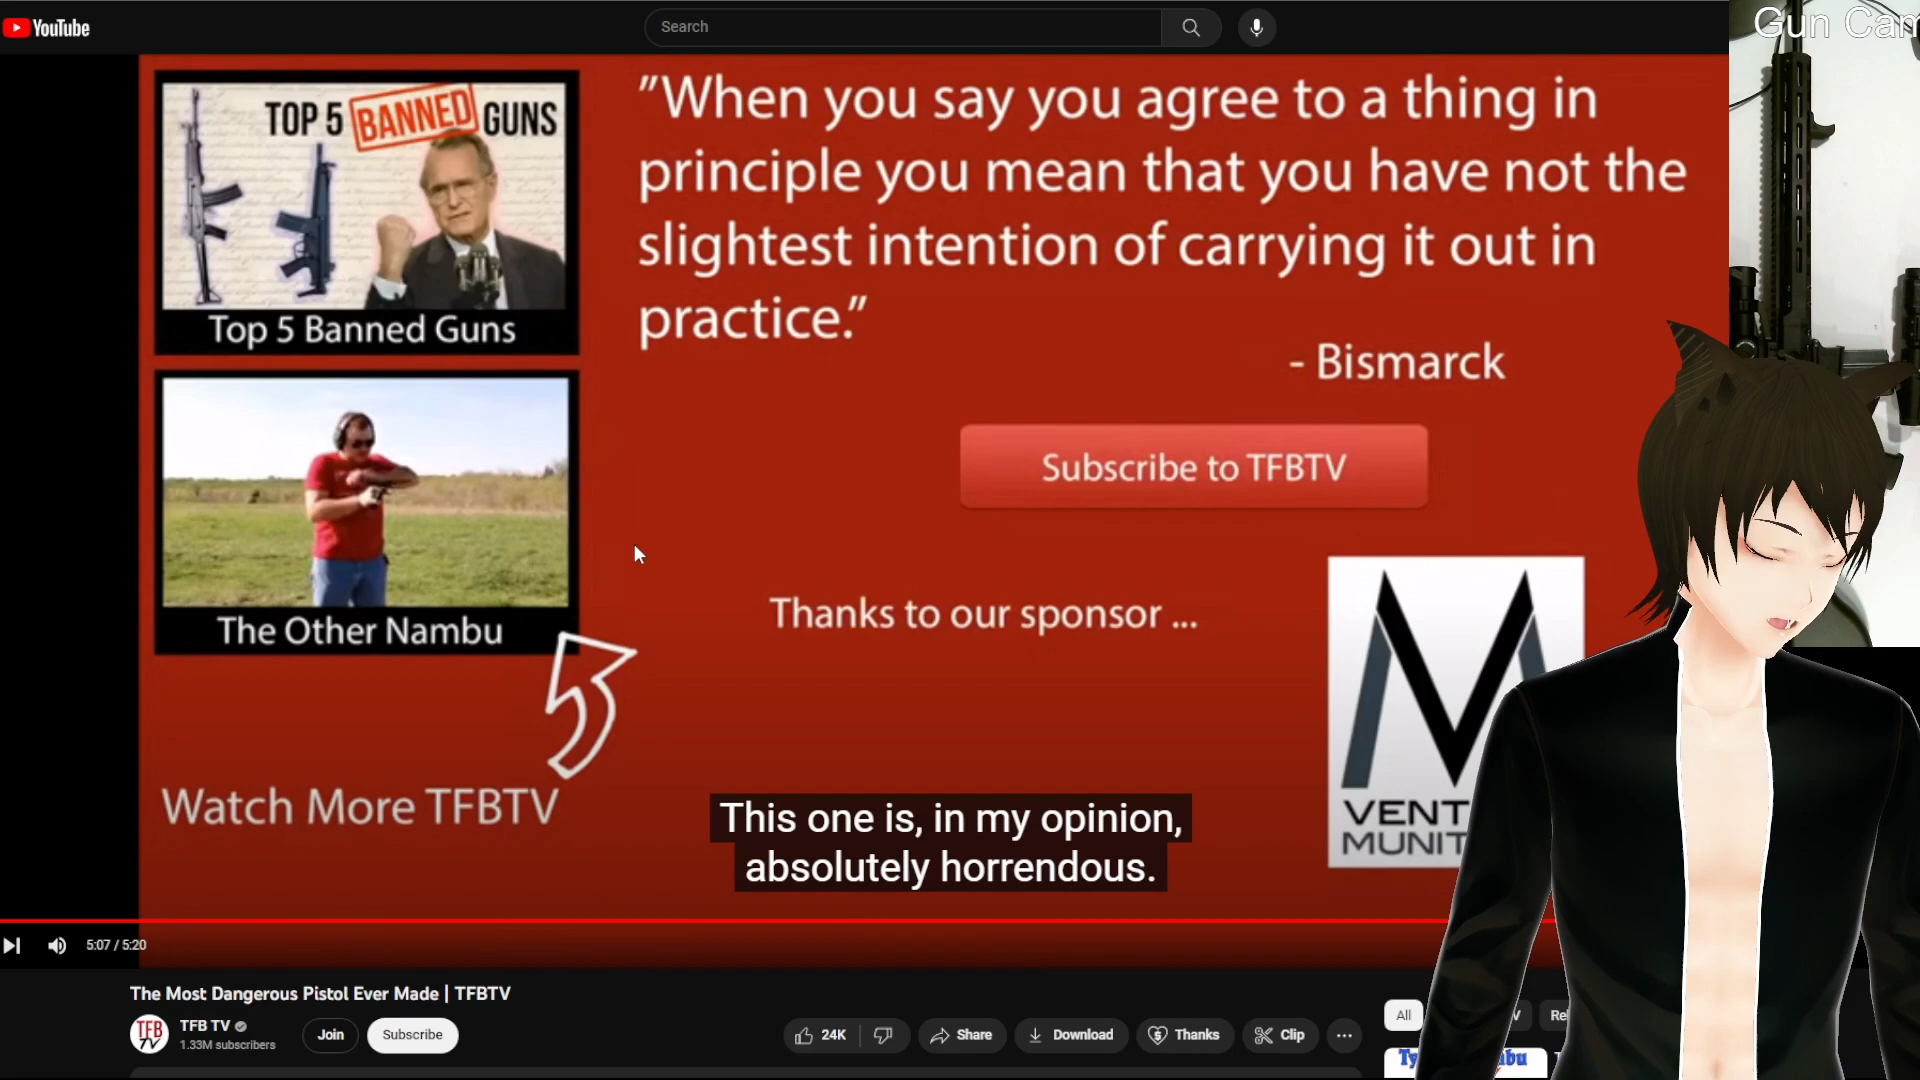 YouTube
Search
Gun Cam
TOP 5 BANNED GUNS
Top 5 Banned Guns
"When you say you agree to a thing in
principle you mean that you have not the
slightest intention of carrying it out in
practice."
- Bismarck
Subscribe to TFBTV
The Other Nambu
Thanks to our sponsor ...
Watch More TFBTV
This one is, in my opinion,
absolutely horrendous.
5:07 / 5:20
The Most Dangerous Pistol Ever Made | TFBTV
TFB TV
TFB TV
1.33M subscribers
Join
Subscribe
24K
Share
Download
Thanks
Clip
All